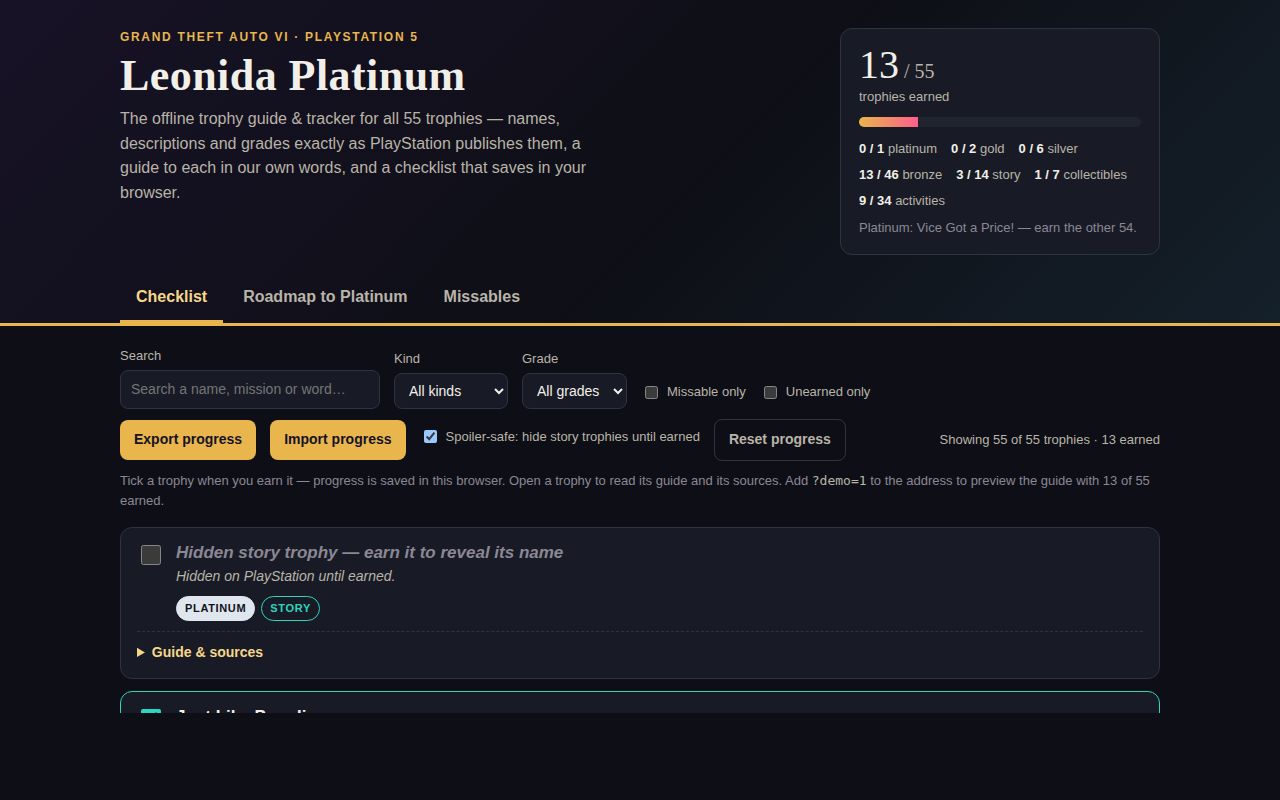 GRAND THEFT AUTO VI · PLAYSTATION 5
Leonida Platinum
The offline trophy guide & tracker for all 55 trophies — names,
descriptions and grades exactly as PlayStation publishes them, a
guide to each in our own words, and a checklist that saves in your
browser.
13 / 55
trophies earned
0 / 1 platinum 0 / 2 gold 0 / 6 silver
13 / 46 bronze 3 / 14 story 1 / 7 collectibles
9 / 34 activities
Platinum: Vice Got a Price! — earn the other 54.
Checklist Roadmap to Platinum Missables
Search Kind Grade
Search a name, mission or word… All kinds All grades Missable only Unearned only
Export progress Import progress Spoiler-safe: hide story trophies until earned Reset progress Showing 55 of 55 trophies · 13 earned
Tick a trophy when you earn it — progress is saved in this browser. Open a trophy to read its guide and its sources. Add ?demo=1 to the address to preview the guide with 13 of 55
earned.
Hidden story trophy — earn it to reveal its name
Hidden on PlayStation until earned.
PLATINUM STORY
Guide & sources